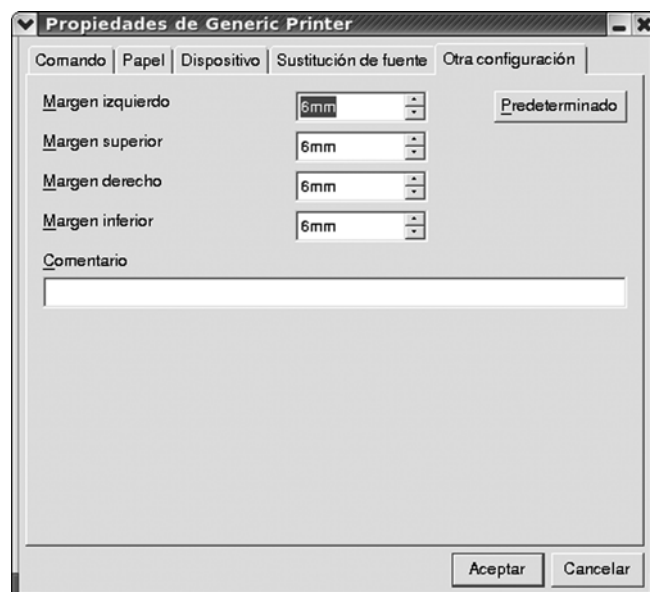 Propiedades de Generic Printer
Comando Papel Dispositivo Sustitución de fuente Otra configuración
Margen izquierdo 6mm Predeterminado
Margen superior 6mm
Margen derecho 6mm
Margen inferior 6mm
Comentario
Aceptar Cancelar